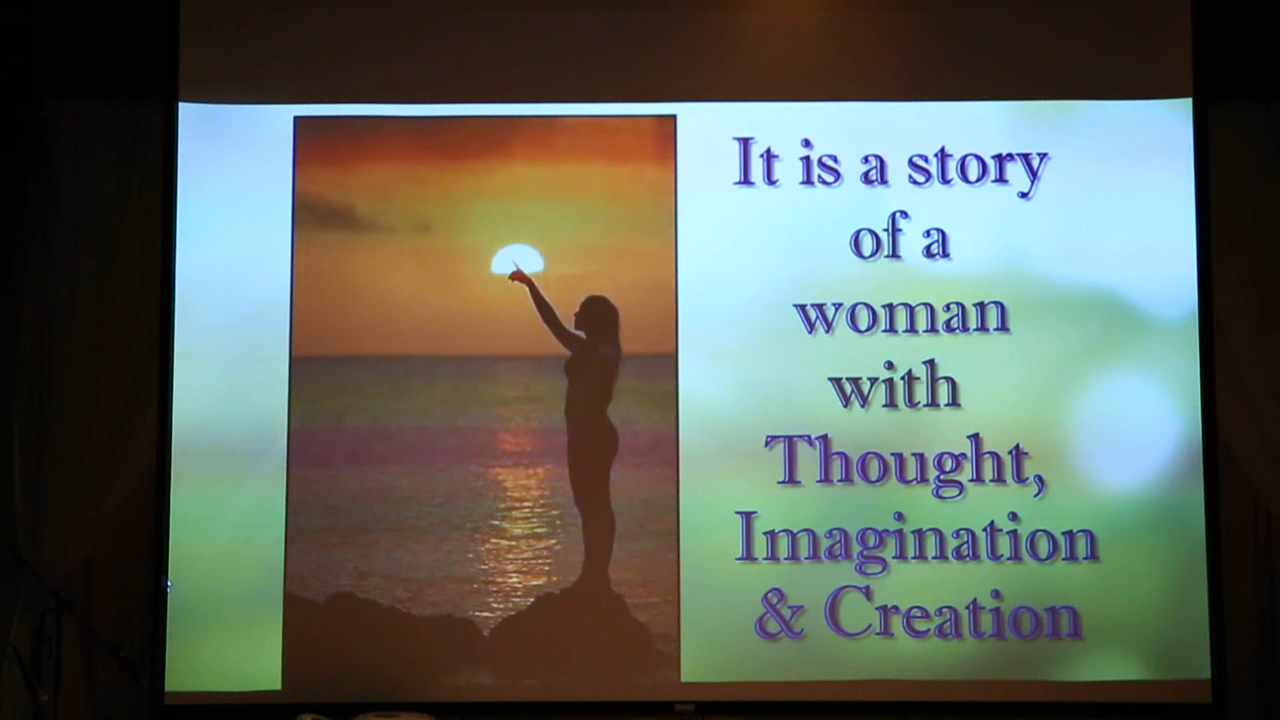 It is a story
of a
woman
with
Thought,
Imagination
& Creation